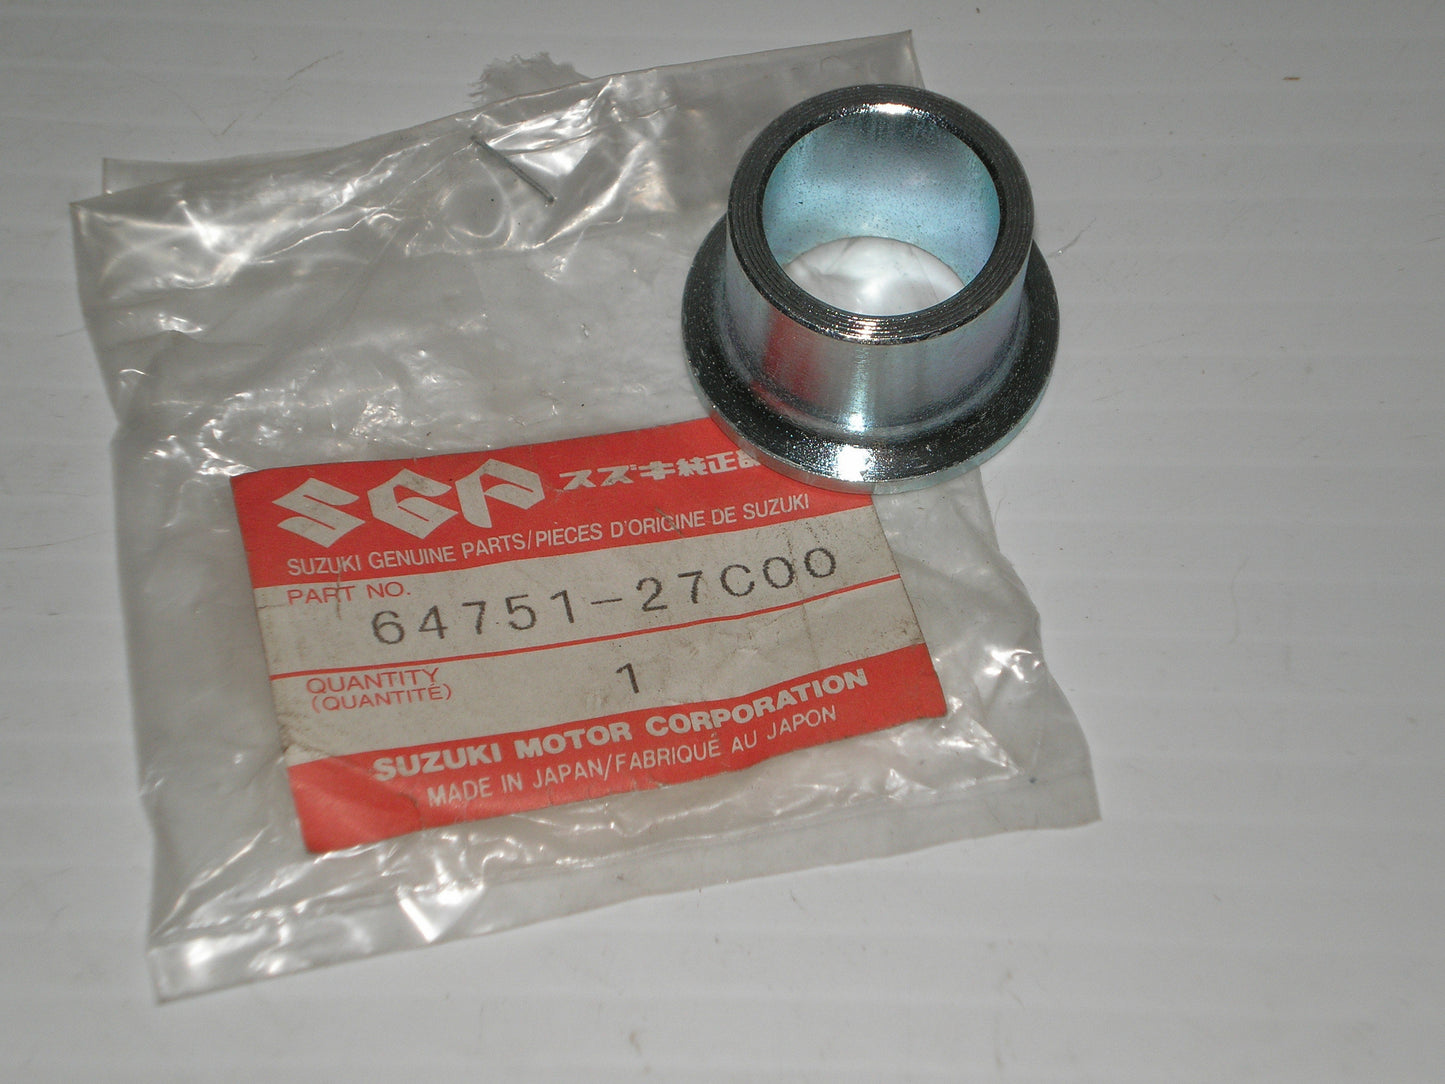 SGP スズキ純正部
SUZUKI GENUINE PARTS/PIÈCES D'ORIGINE DE SUZUKI
PART NO.
64751-27C00
QUANTITY 1
(QUANTITÉ)
SUZUKI MOTOR CORPORATION
MADE IN JAPAN/FABRIQUÉ AU JAPON